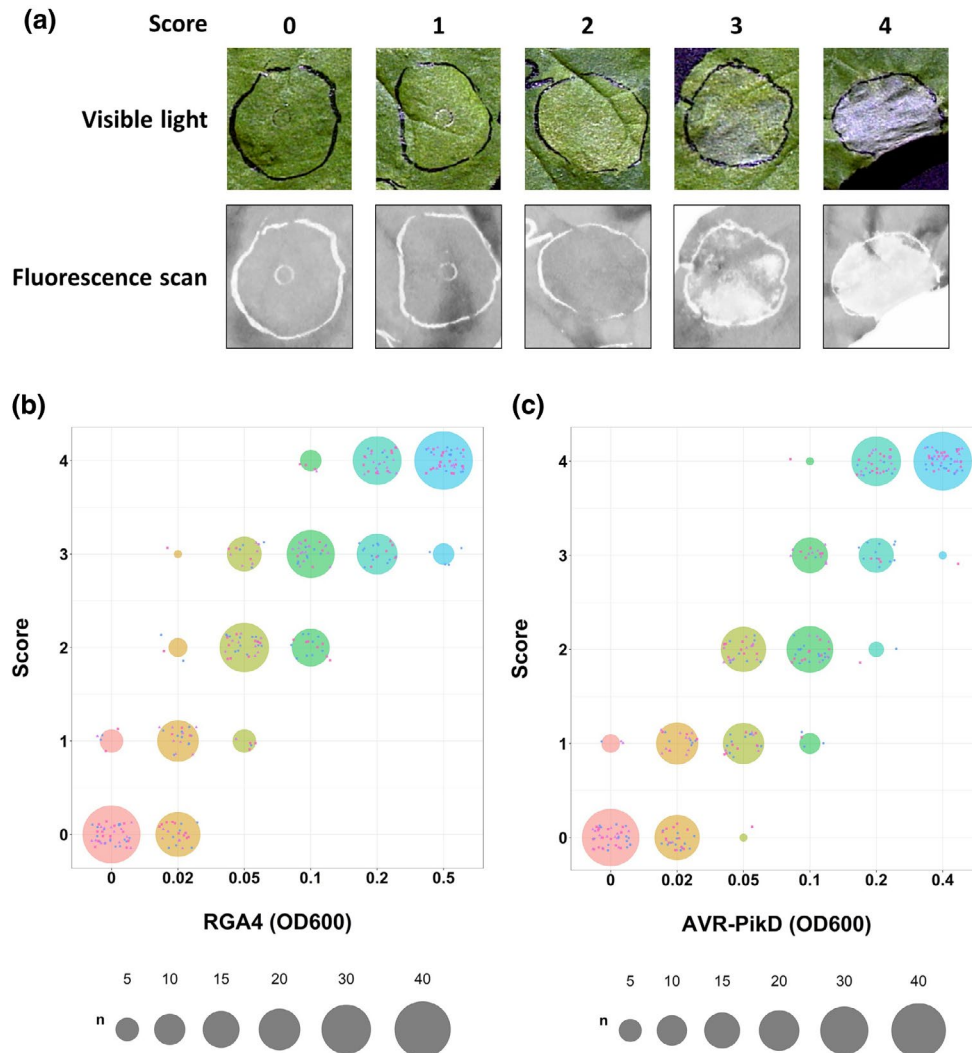 (a) Score 0 1 2 3 4
Visible light
Fluorescence scan
(b)
4
3
2
1
0
Score
0 0.02 0.05 0.1 0.2 0.5
RGA4 (OD600)
5 10 15 20 30 40
n
(c)
4
3
2
1
0
Score
0 0.02 0.05 0.1 0.2 0.4
AVR-PikD (OD600)
5 10 15 20 30 40
n